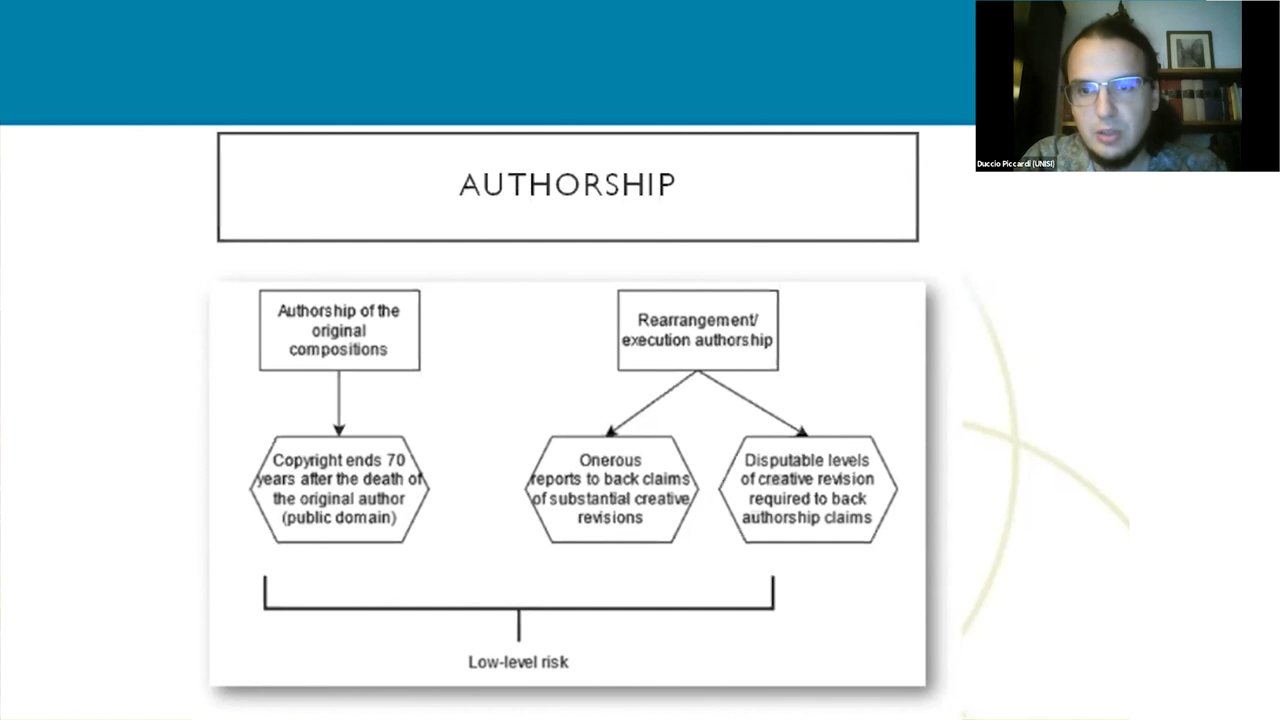 AUTHORSHIP
Authorship of the
original
compositions
Rearrangement/
execution authorship
Copyright ends 70
years after the death of
the original author
(public domain)
Onerous
reports to back claims
of substantial creative
revisions
Disputable levels
of creative revision
required to back
authorship claims
Low-level risk
Duccio Piccardi (UNISI)